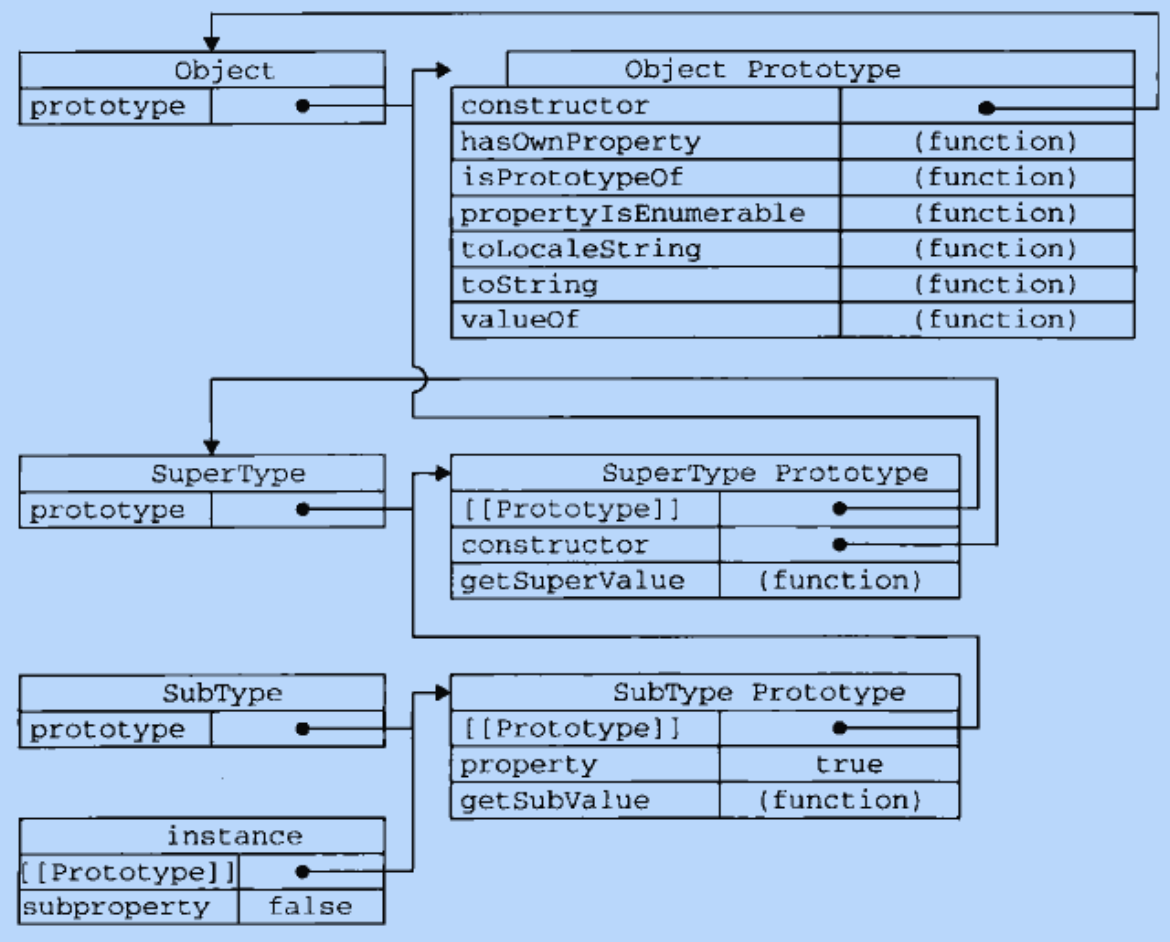 Object
prototype
Object Prototype
constructor
hasOwnProperty (function)
isPrototypeOf (function)
propertyIsEnumerable (function)
toLocaleString (function)
toString (function)
valueOf (function)
SuperType
prototype
SuperType Prototype
[[Prototype]]
constructor
getSuperValue (function)
SubType
prototype
SubType Prototype
[[Prototype]]
property true
getSubValue (function)
instance
[[Prototype]]
subproperty false